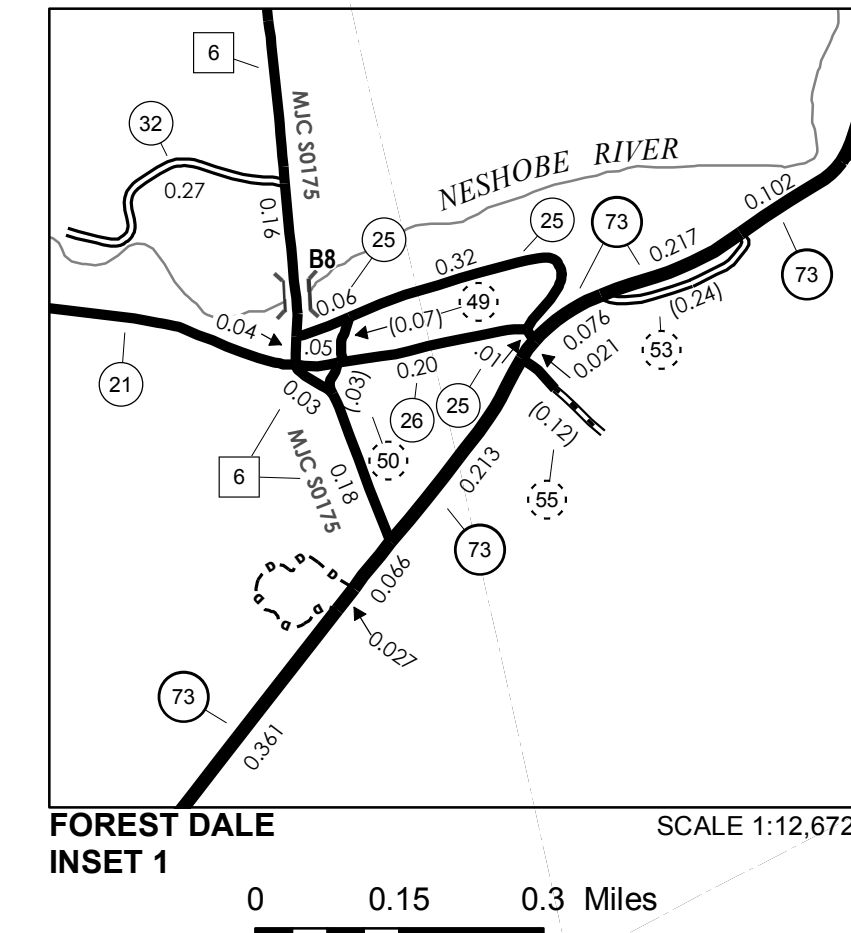 6
MJC S0175
32
0.27
0.16
NESHOBE RIVER
0.102
25
25
73
0.217
73
B8
0.32
0.06
49
(0.07)
(0.24)
0.04
.05
0.076
53
.01
0.021
21
0.20
0.03
(.03)
25
26
(0.12)
MJC S0175
50
6
0.18
0.213
55
73
D
D
D
D
D
D
0.066
0.027
73
0.361
FOREST DALE
INSET 1
SCALE 1:12,672
0 0.15 0.3 Miles